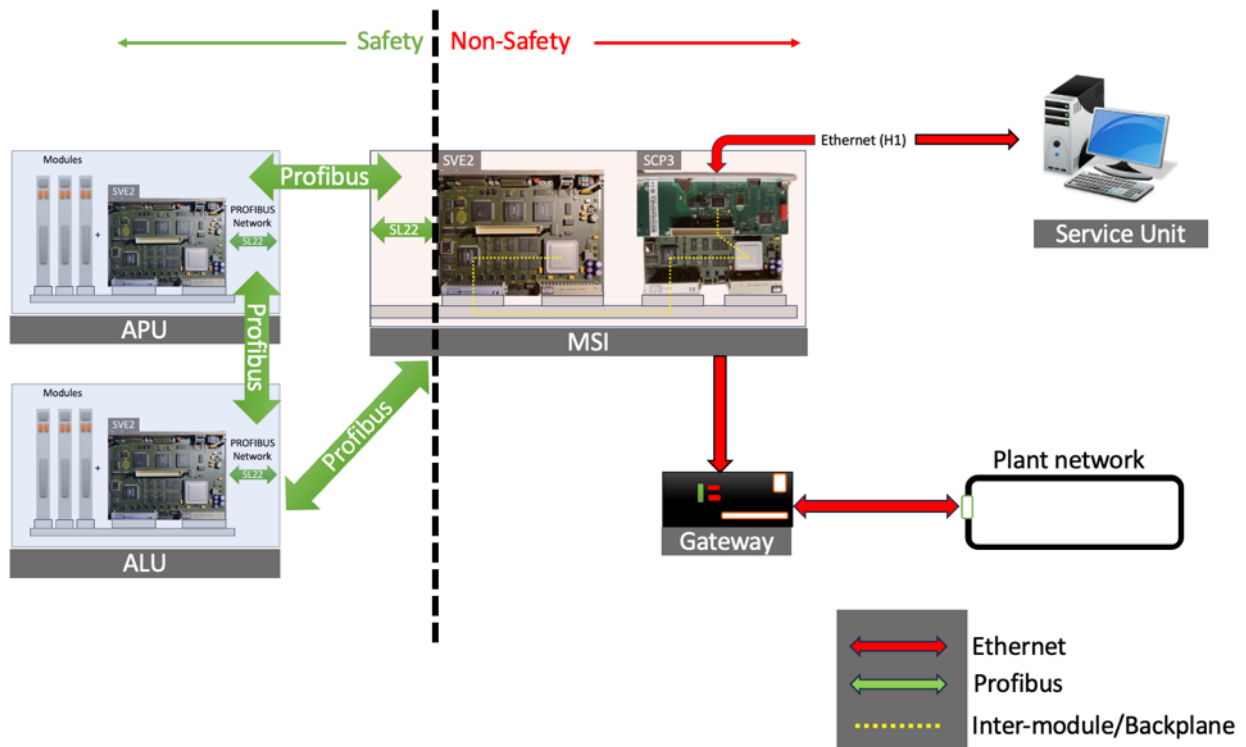 Safety
Non-Safety
Modules
+
SVE2
PROFIBUS
Network
SL22
APU
Profibus
Profibus
Profibus
Modules
+
SVE2
PROFIBUS
Network
SL22
ALU
SL22
SVE2
SCP3
MSI
Ethernet (H1)
Service Unit
Gateway
Plant network
Ethernet
Profibus
Inter-module/Backplane